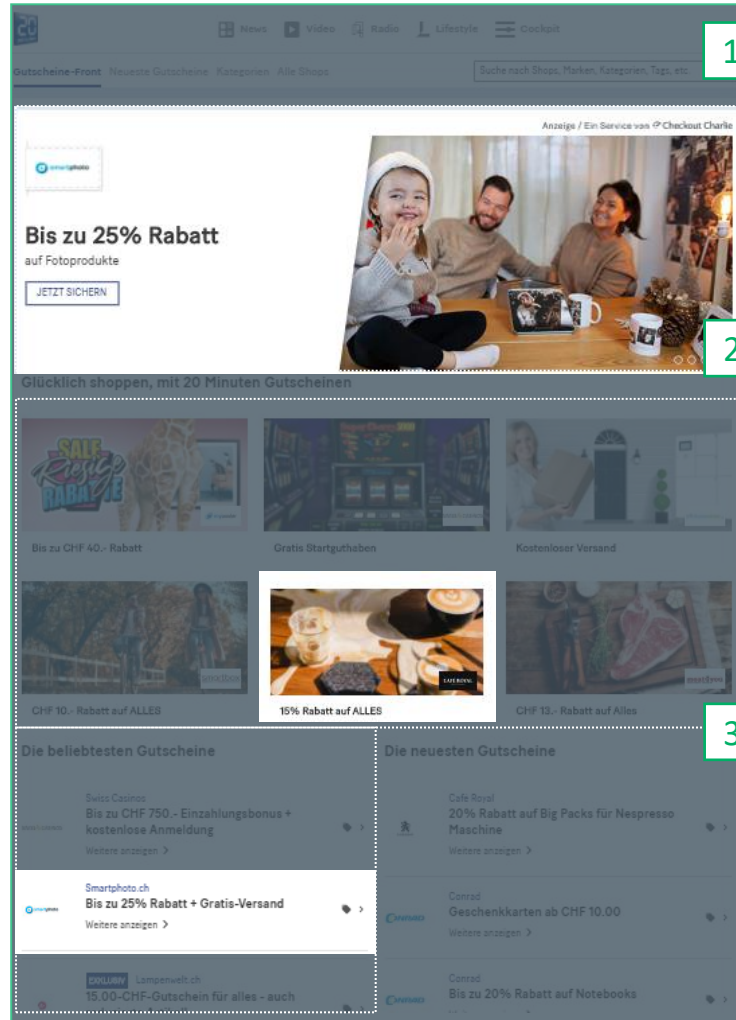 20
News Video Radio Lifestyle Cockpit
1
Gutscheine-Front Neueste Gutscheine Kategorien Alle Shops
Suche nach Shops, Marken, Kategorien, Tags, etc.
Anzeige / Ein Service von Checkout Charlie
smartphoto
Bis zu 25% Rabatt
auf Fotoprodukte
JETZT SICHERN
2
Glücklich shoppen, mit 20 Minuten Gutscheinen
SALE
Riesige
RABATTE
Bis zu CHF 40.- Rabatt
Gratis Startguthaben
Kostenloser Versand
CAFÉ ROYAL
CHF 10.- Rabatt auf ALLES
15% Rabatt auf ALLES
CHF 13.- Rabatt auf Alles
3
Die beliebtesten Gutscheine
Swiss Casinos
Bis zu CHF 750.- Einzahlungsbonus +
kostenlose Anmeldung
Weitere anzeigen >
Smartphoto.ch
smartphoto
Bis zu 25% Rabatt + Gratis-Versand
Weitere anzeigen >
EXKLUSIV Lampenwelt.ch
15,00-CHF-Gutschein für alles - auch
Die neuesten Gutscheine
Cafe Royal
20% Rabatt auf Big Packs für Nespresso
Maschine
Weitere anzeigen >
Conrad
CONRAD
Geschenkkarten ab CHF 10.00
Weitere anzeigen >
Conrad
CONRAD
Bis zu 20% Rabatt auf Notebooks